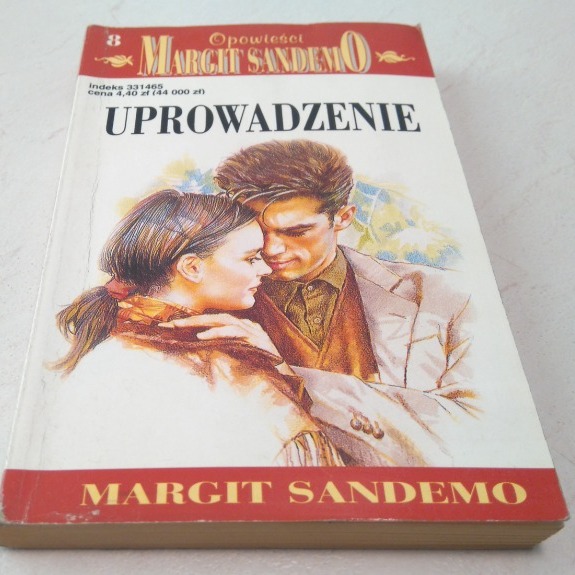 8
Opowieści
MARGIT SANDEMO
indeks 331465
cena 4,40 zł (44 000 zł)
UPROWADZENIE
MARGIT SANDEMO